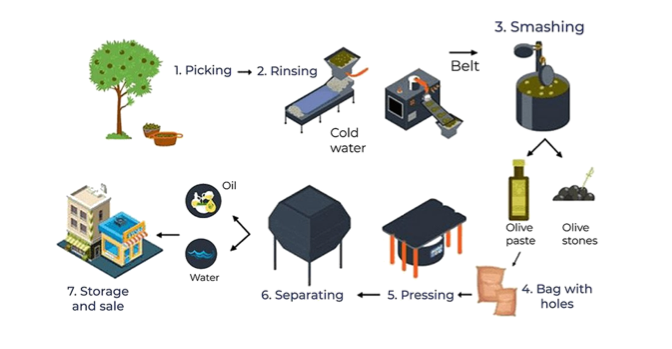 3. Smashing
1. Picking
2. Rinsing
Belt
Cold
water
Oil
Olive
paste
Olive
stones
Water
7. Storage
and sale
6. Separating
5. Pressing
4. Bag with
holes